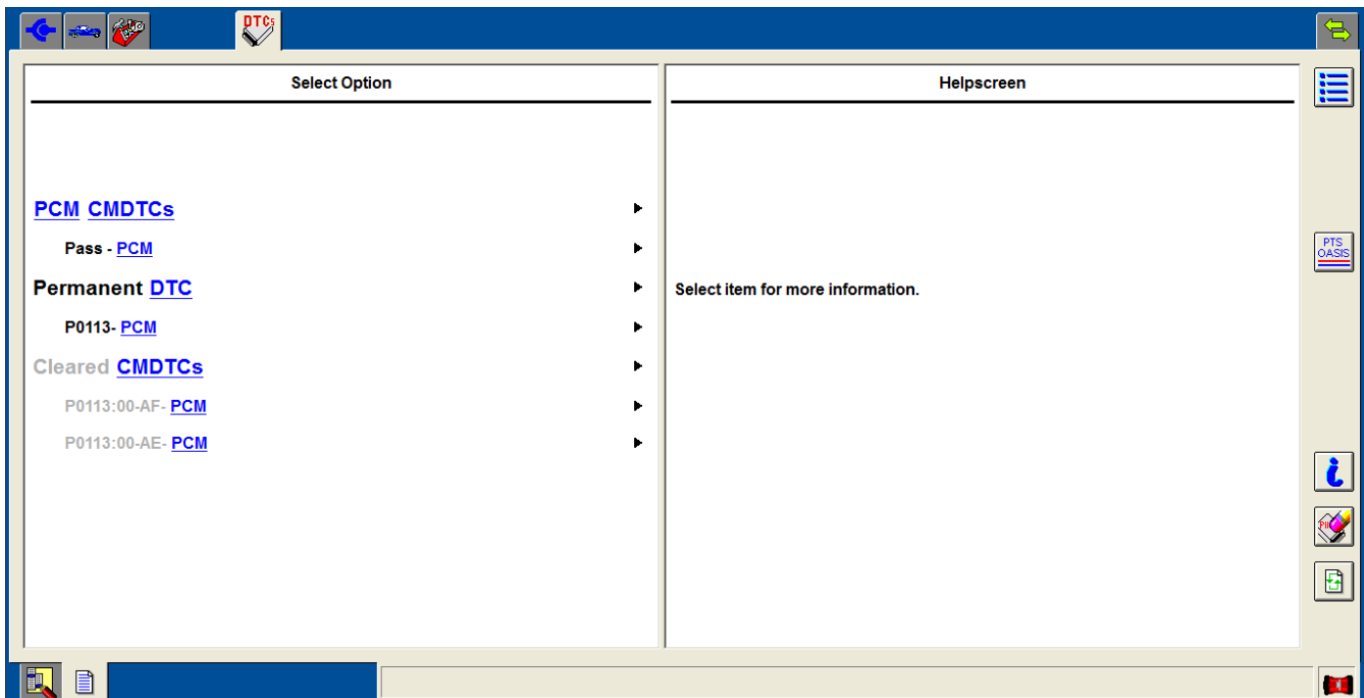 DTCs
Select Option
Helpscreen
PCM CMDTCs
Pass - PCM
Permanent DTC
P0113- PCM
Cleared CMDTCs
P0113:00-AF- PCM
P0113:00-AE- PCM
Select item for more information.
PTS
OASIS
i